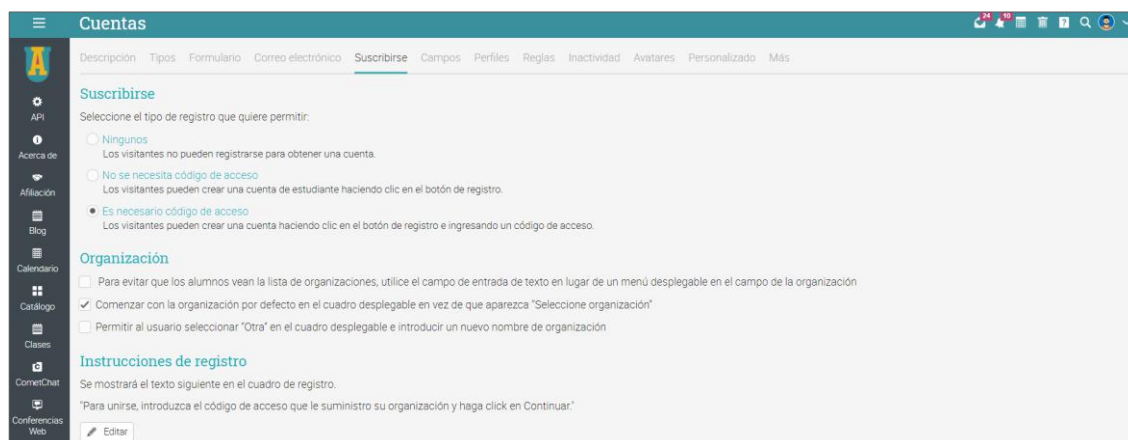 Cuentas
24
10
Descripción Tipos Formulario Correo electrónico Suscribirse Campos Perfiles Reglas Inactividad Avatares Personalizado Más
A
API
Acerca de
Afiliación
Blog
Calendario
Catálogo
Clases
CometChat
Conferencias
Web
Suscribirse
Seleccione el tipo de registro que quiere permitir:
Ningunos
Los visitantes no pueden registrarse para obtener una cuenta.
No se necesita código de acceso
Los visitantes pueden crear una cuenta de estudiante haciendo clic en el botón de registro.
Es necesario código de acceso
Los visitantes pueden crear una cuenta haciendo clic en el botón de registro e ingresando un código de acceso.
Organización
Para evitar que los alumnos vean la lista de organizaciones, utilice el campo de entrada de texto en lugar de un menú desplegable en el campo de la organización
Comenzar con la organización por defecto en el cuadro desplegable en vez de que aparezca "Seleccione organización"
Permitir al usuario seleccionar "Otra" en el cuadro desplegable e introducir un nuevo nombre de organización
Instrucciones de registro
Se mostrará el texto siguiente en el cuadro de registro.
"Para unirse, introduzca el código de acceso que le suministro su organización y haga click en Continuar."
Editar